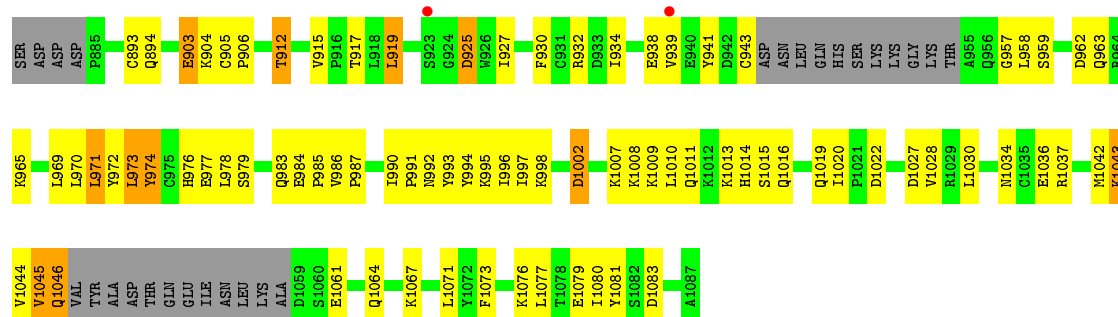 SER ASP ASP ASP P885 C893 Q894 E903 K904 C905 P906 T912 V915 P916 T917 L918 L919 S923 G924 D925 W926 I927 F930 C931 R932 D933 I934 E938 V939 E940 Y941 D942 C943 ASP ASN LEU GLN HIS SER LYS LYS GLY LYS THR A955 Q956 G957 L958 S959 D962 Q963 R964
K965 L969 L970 L971 Y972 L973 Y974 C975 H976 E977 L978 S979 Q983 E984 P985 V986 P987 I990 P991 N992 Y993 Y994 K995 I996 I997 K998 D1002 K1007 K1008 K1009 L1010 Q1011 K1012 K1013 H1014 S1015 Q1016 Q1019 I1020 P1021 D1022 D1027 V1028 R1029 L1030 N1034 C1035 E1036 R1037 M1042 K1043
V1044 V1045 Q1046 VAL TYR ALA ASP THR GLN GLU ILE ASN LEU LYS ALA D1059 S1060 E1061 Q1064 K1067 L1071 Y1072 F1073 K1076 L1077 T1078 E1079 I1080 Y1081 S1082 D1083 A1087